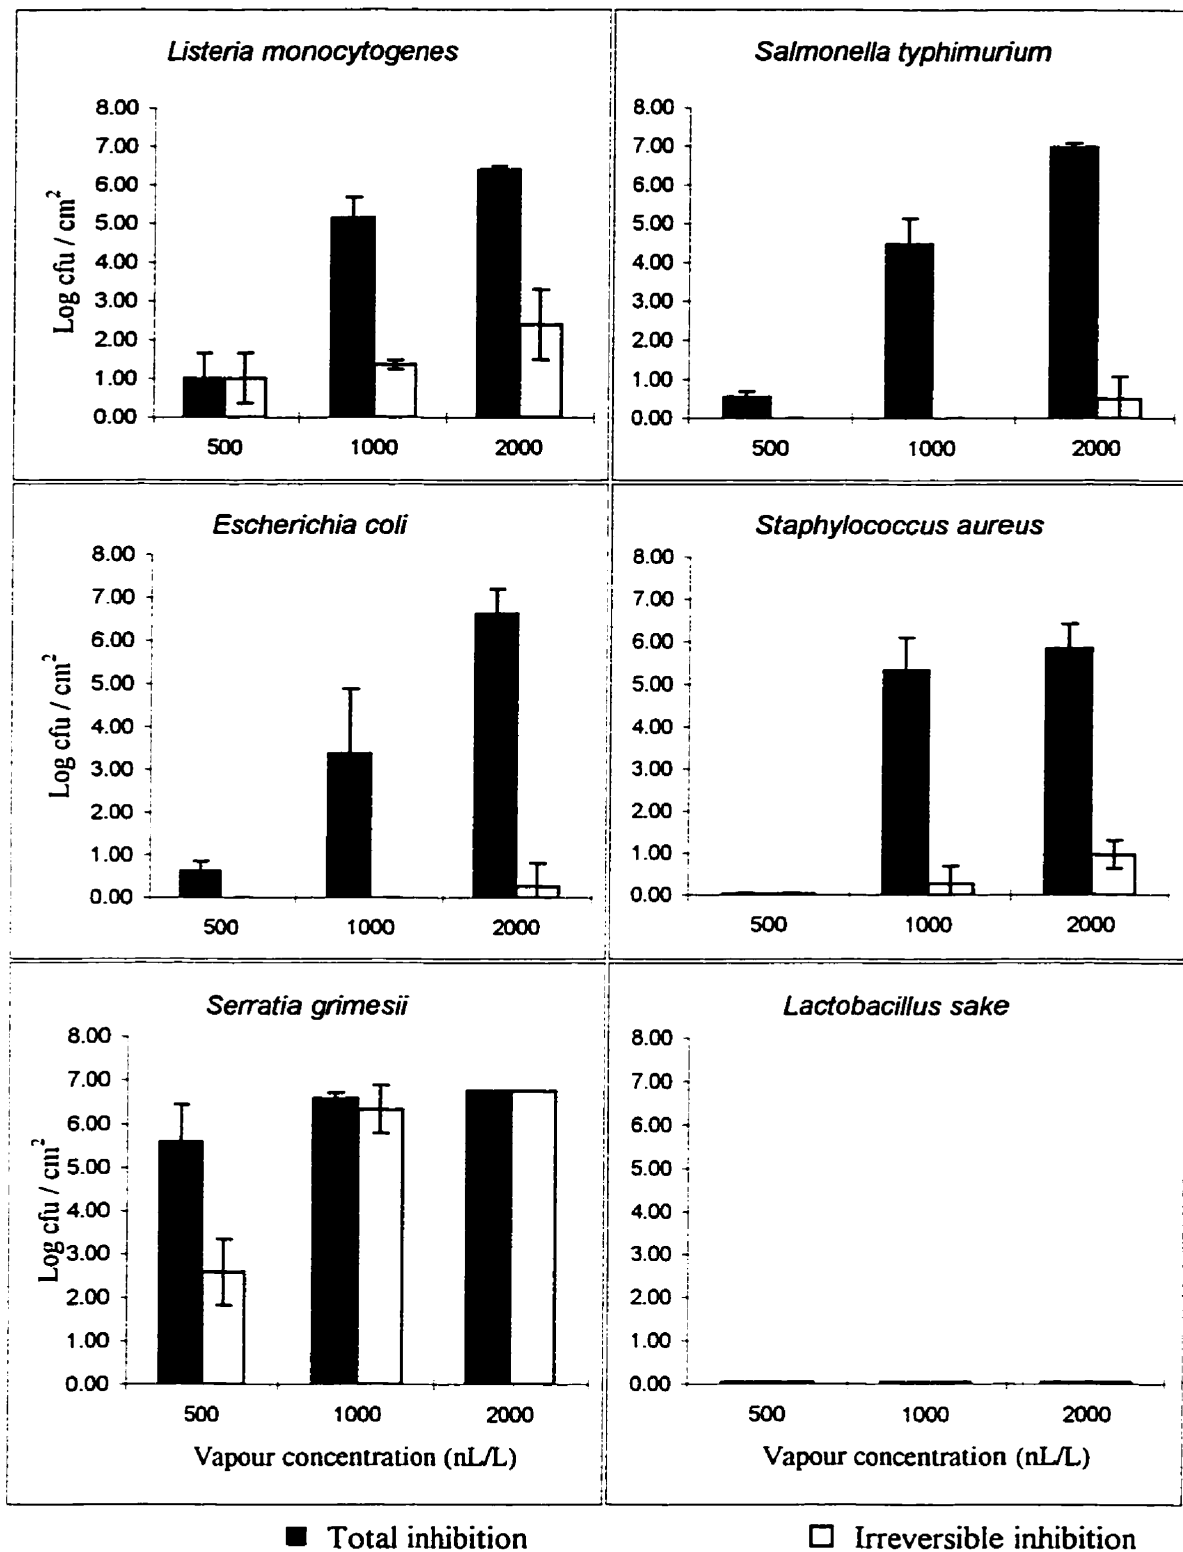 Listeria monocytogenes
8.00
7.00
6.00
5.00
4.00
3.00
2.00
1.00
0.00
Log cfu / cm²
500 1000 2000
Salmonella typhimurium
8.00
7.00
6.00
5.00
4.00
3.00
2.00
1.00
0.00
500 1000 2000
Escherichia coli
8.00
7.00
6.00
5.00
4.00
3.00
2.00
1.00
0.00
Log cfu / cm²
500 1000 2000
Staphylococcus aureus
8.00
7.00
6.00
5.00
4.00
3.00
2.00
1.00
0.00
500 1000 2000
Serratia grimesii
8.00
7.00
6.00
5.00
4.00
3.00
2.00
1.00
0.00
Log cfu / cm²
500 1000 2000
Vapour concentration (nL/L)
Lactobacillus sake
8.00
7.00
6.00
5.00
4.00
3.00
2.00
1.00
0.00
500 1000 2000
Vapour concentration (nL/L)
Total inhibition
Irreversible inhibition